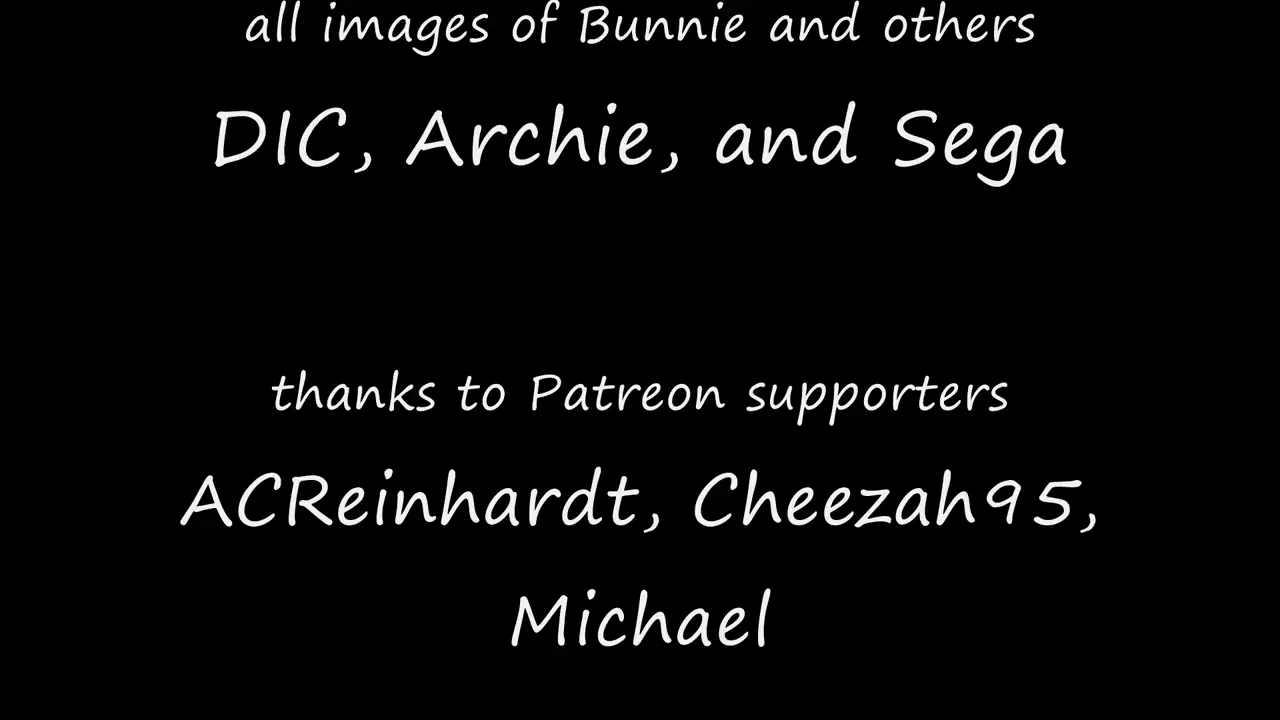 all images of Bunnie and others
DIC, Archie, and Sega
thanks to Patreon supporters
ACReinhardt, Cheezah95,
Michael